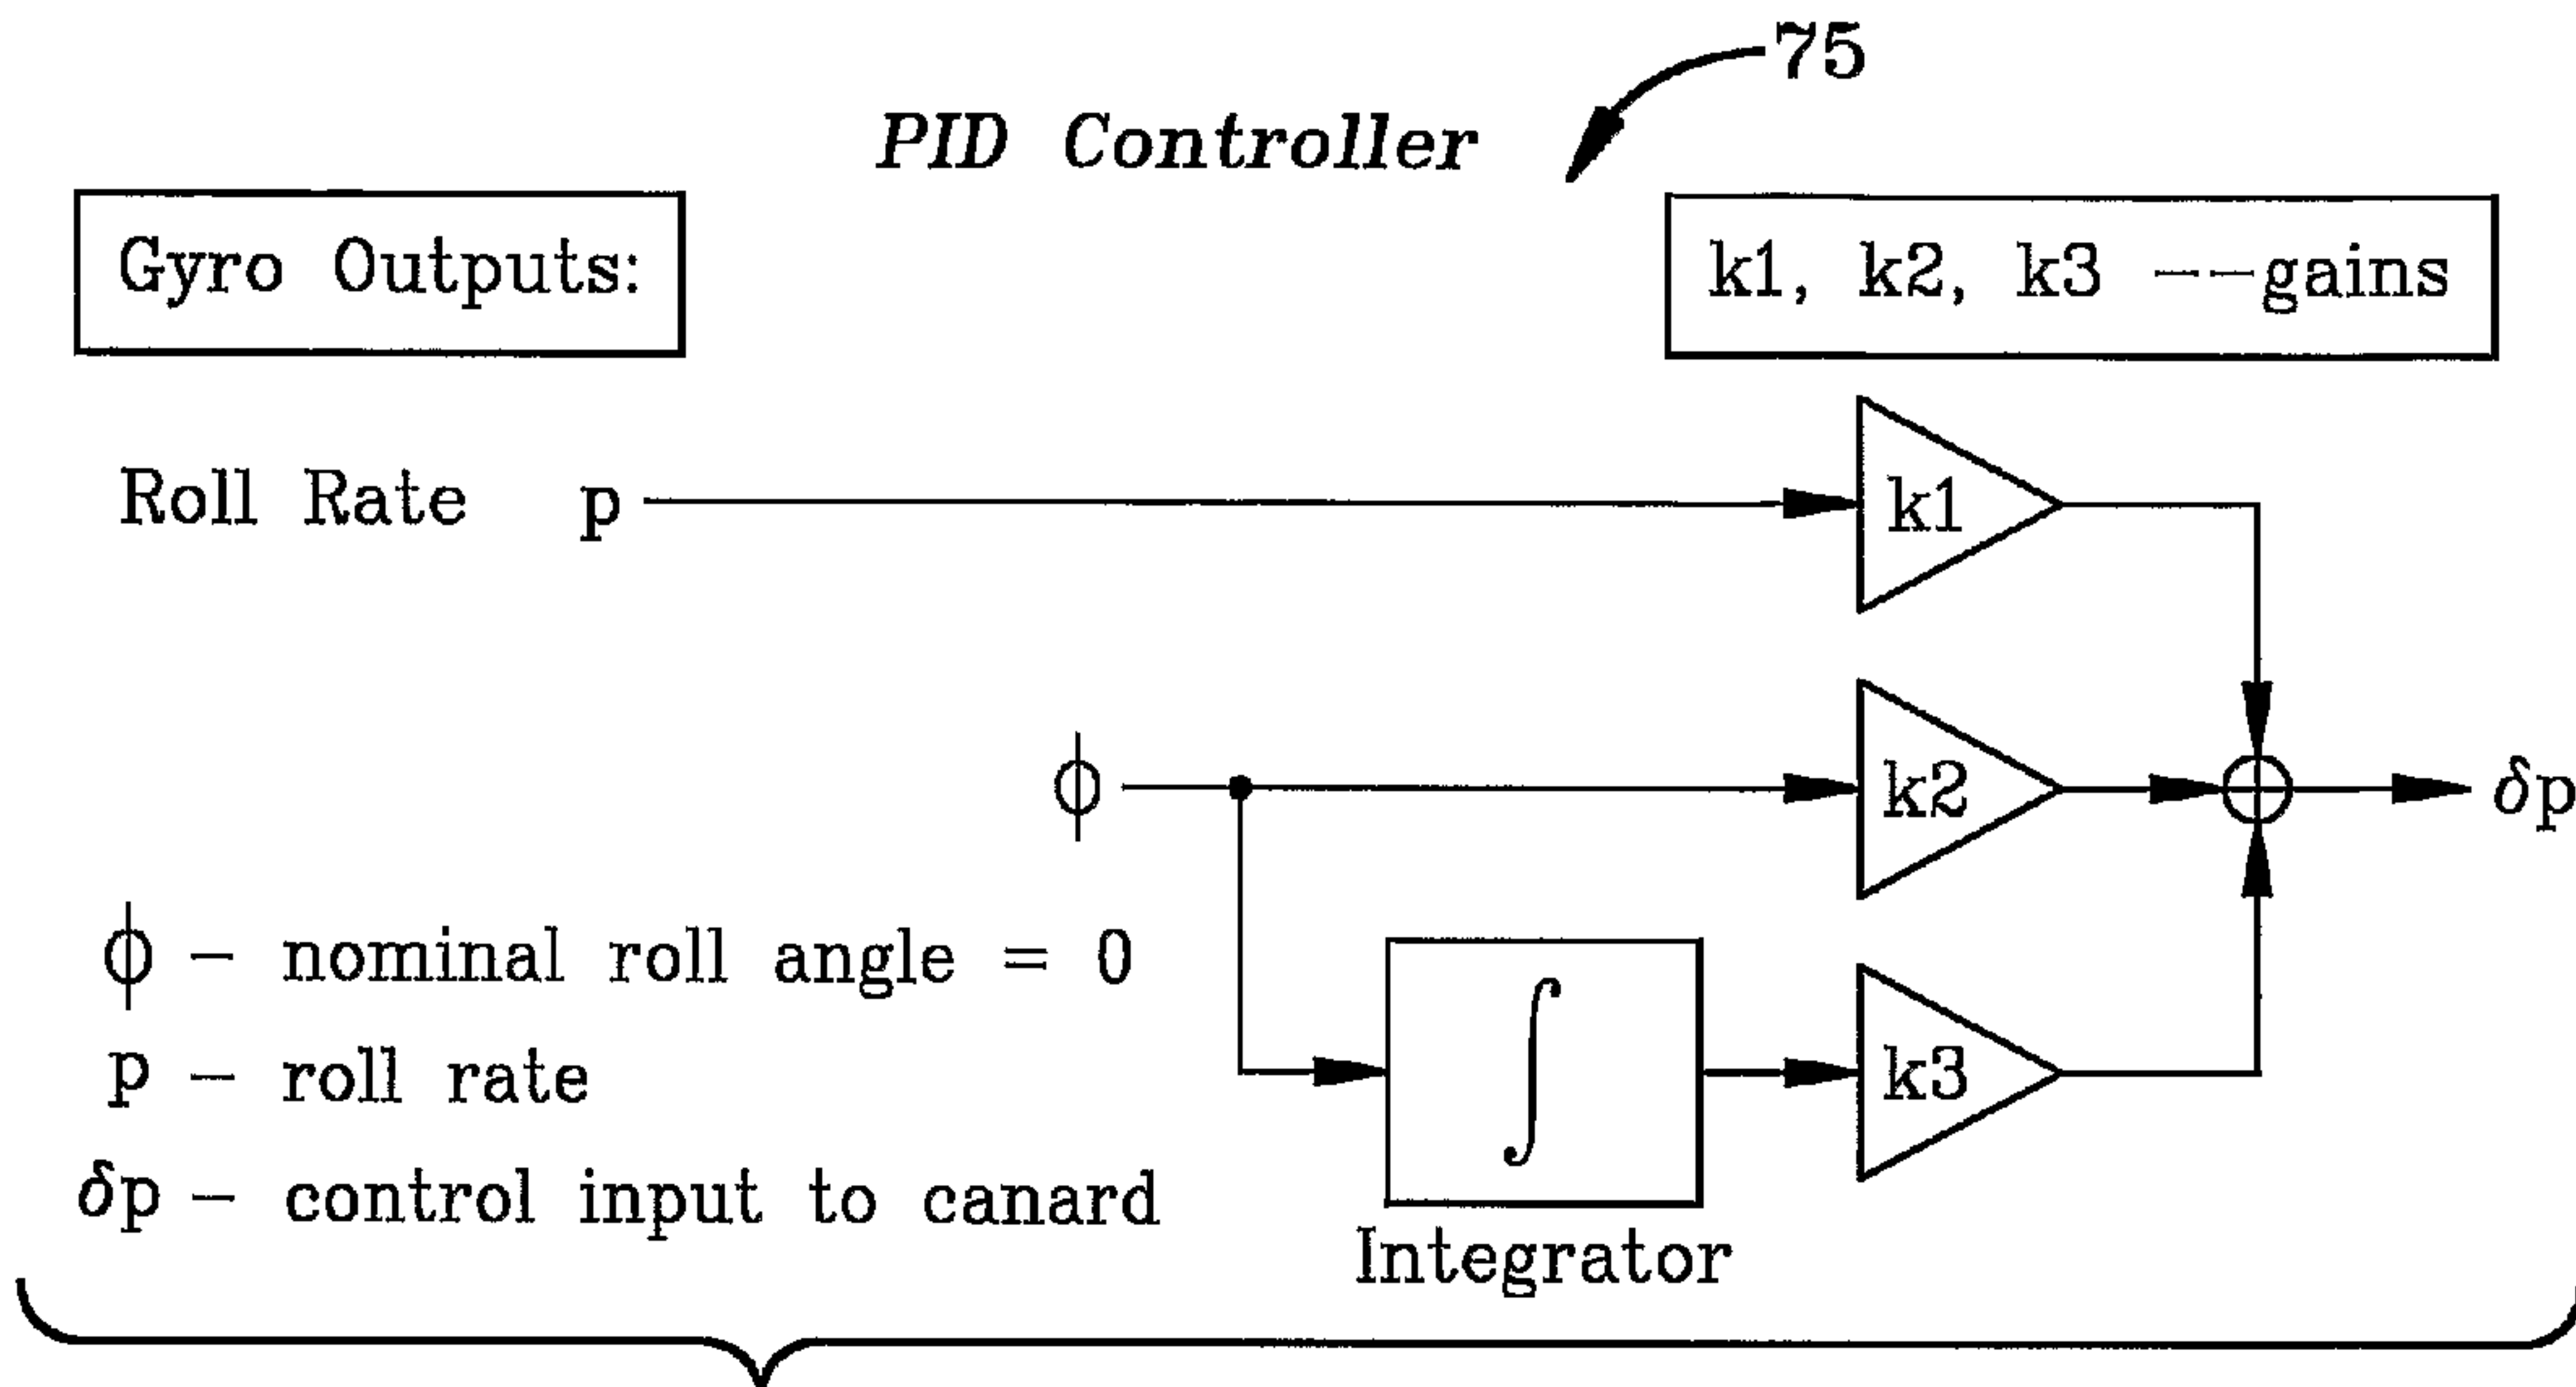 75
PID Controller
Gyro Outputs:
k1, k2, k3 --gains
Roll Rate p
k1
ϕ
k2
δp
ϕ - nominal roll angle = 0
p - roll rate
δp - control input to canard
∫
k3
Integrator